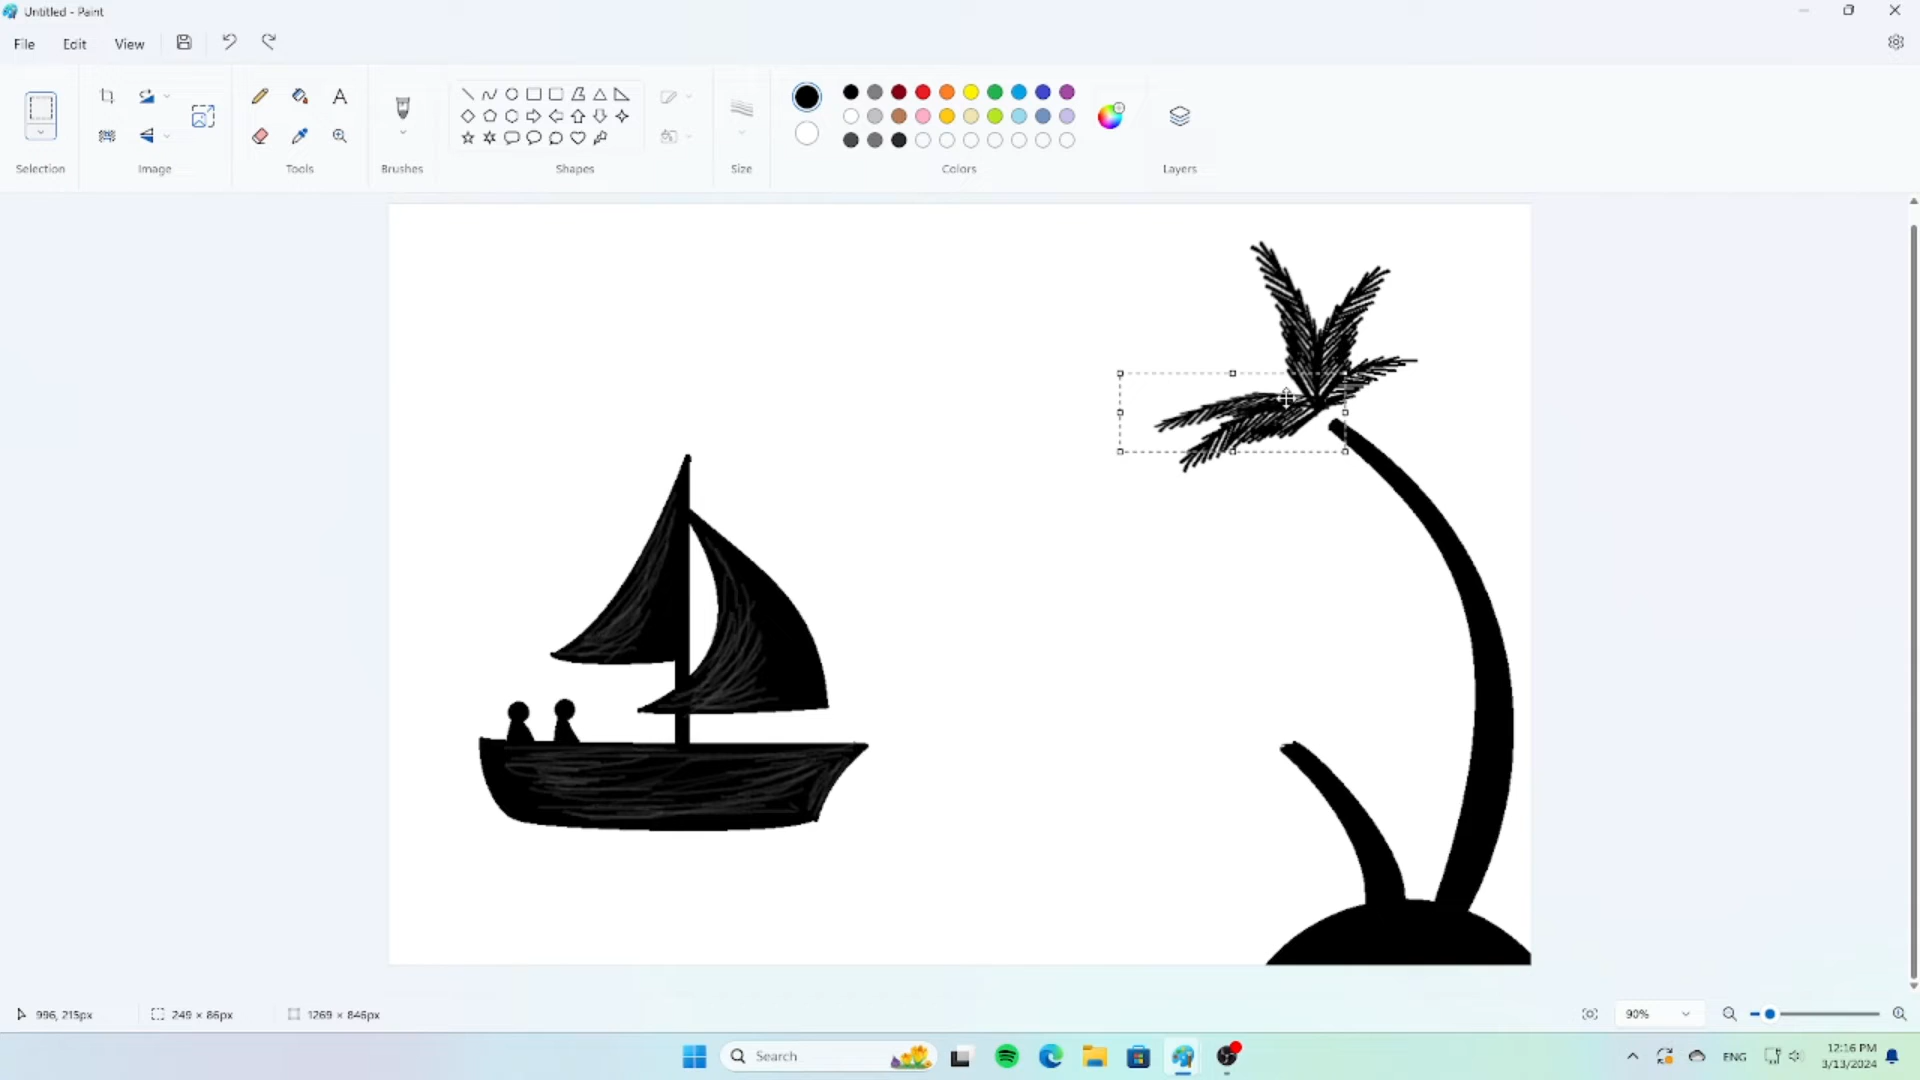 Untitled - Paint
File Edit View
Selection Image Tools Brushes Shapes Size Colors Layers
996, 215px 249 × 86px 1269 × 846px 90%
Search
ENG 12:16 PM
3/13/2024